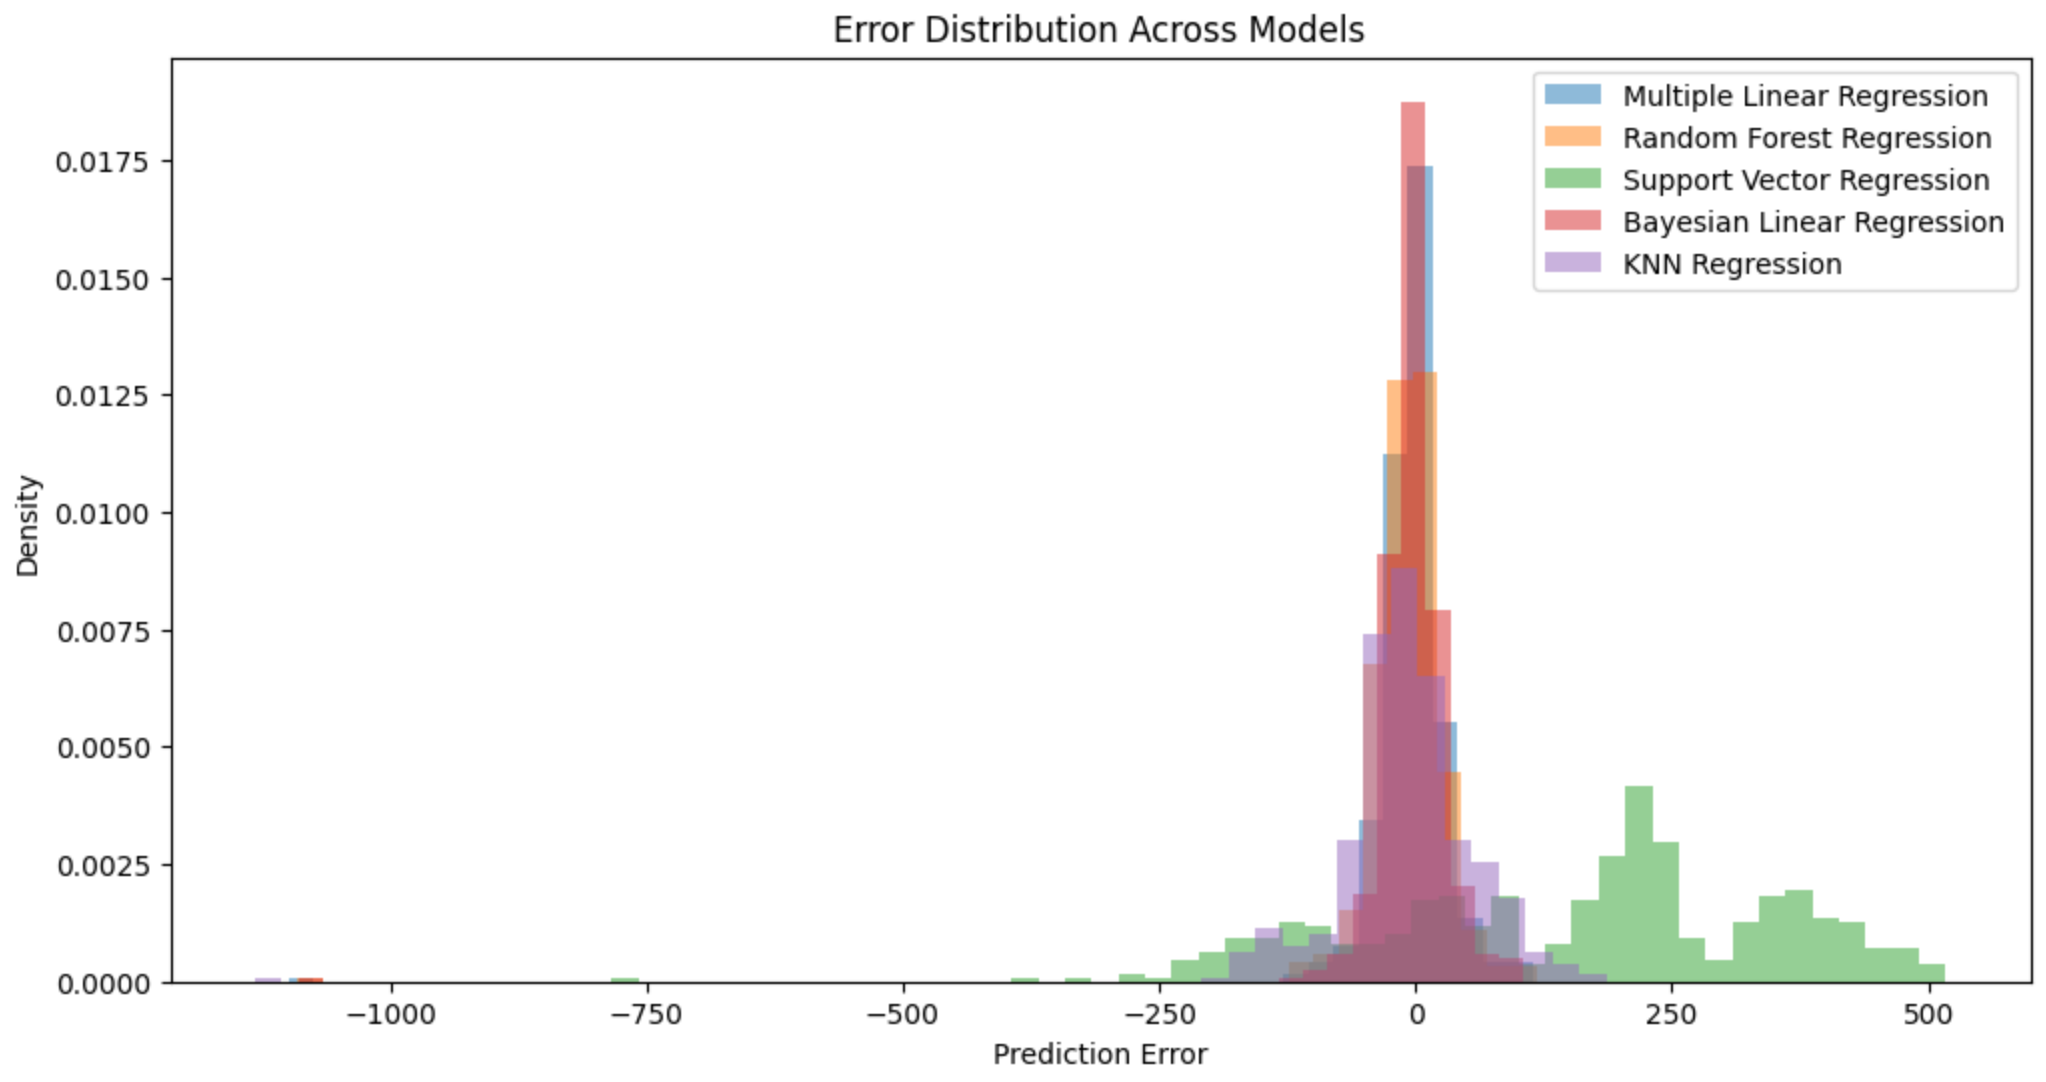 Error Distribution Across Models
Multiple Linear Regression
Random Forest Regression
Support Vector Regression
Bayesian Linear Regression
KNN Regression
Density
0.0175
0.0150
0.0125
0.0100
0.0075
0.0050
0.0025
0.0000
−1000 −750 −500 −250 0 250 500
Prediction Error